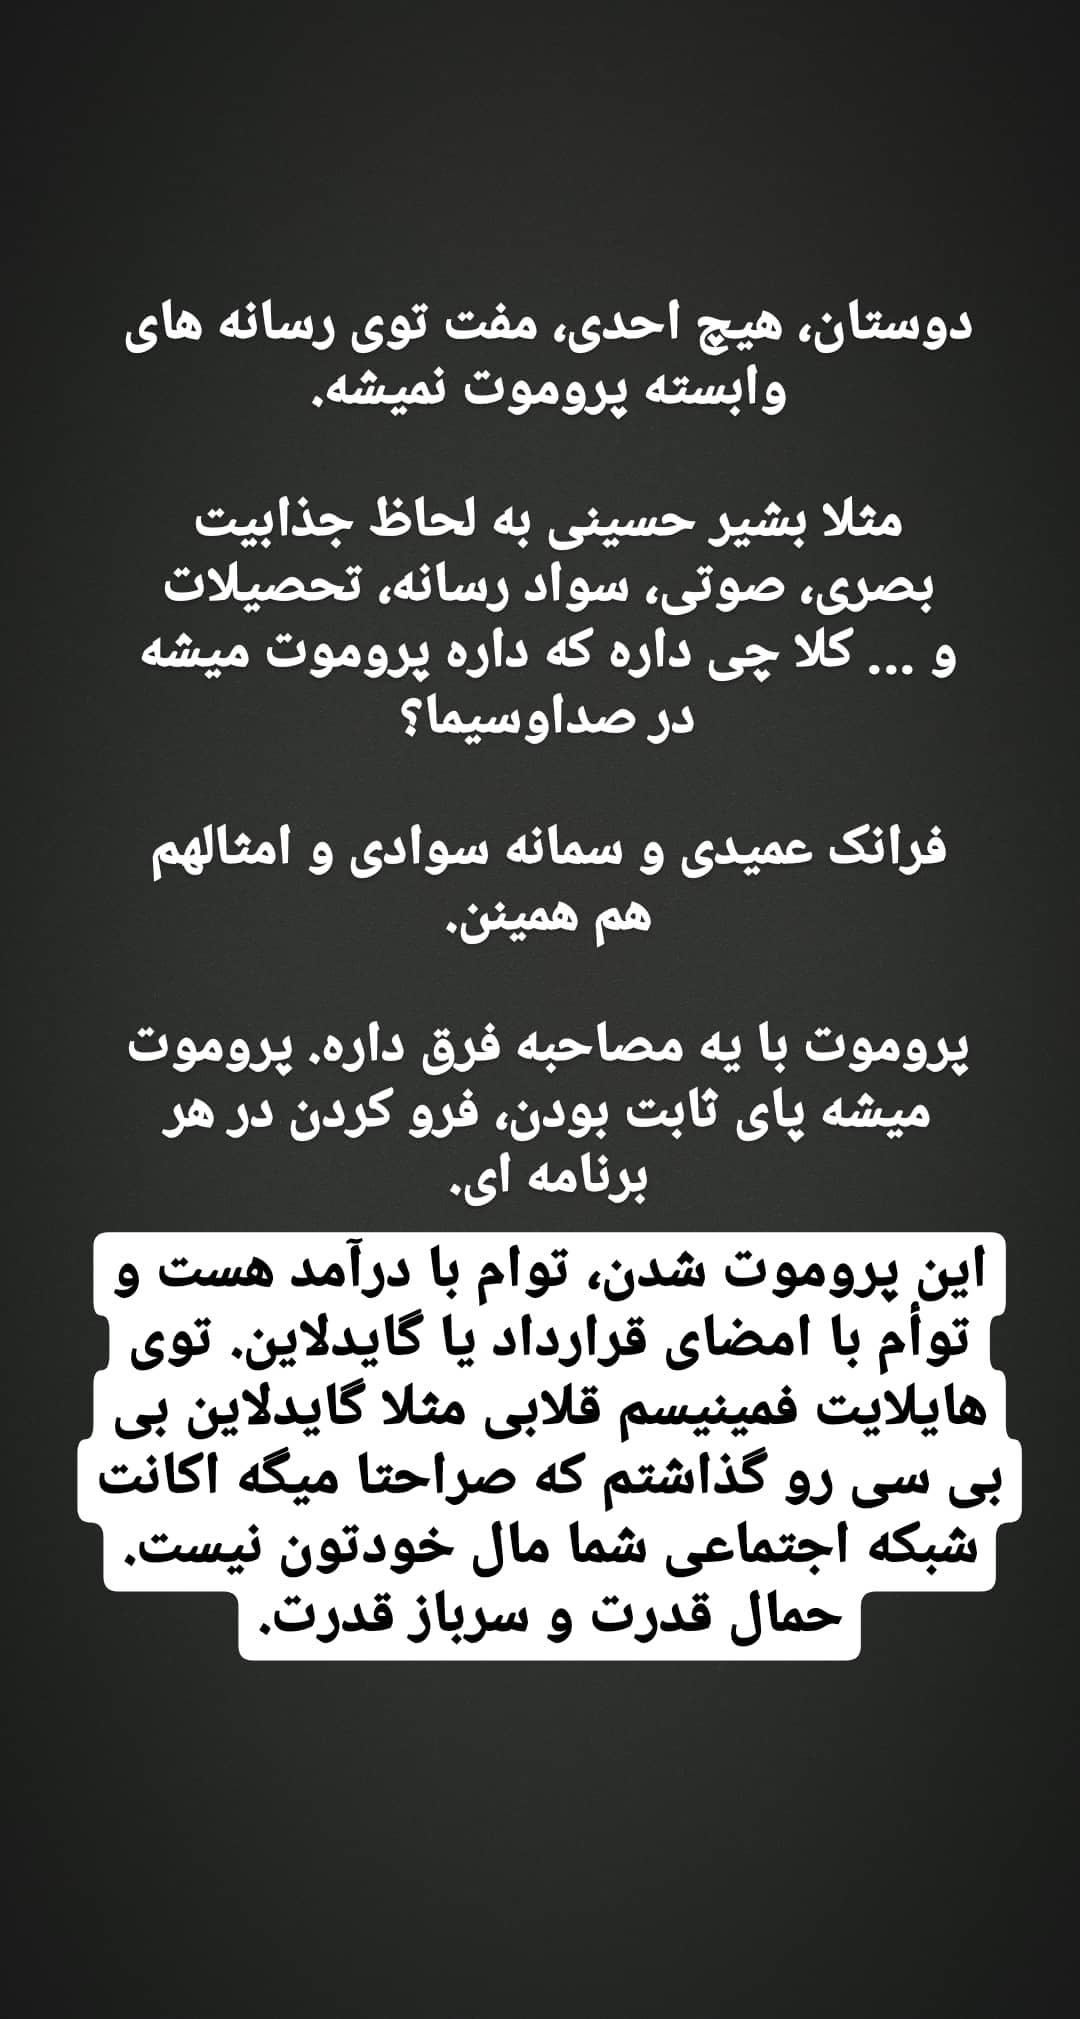 دوستان، هیچ احدی، مفت توی رسانه های
وابسته پروموت نمیشه.
مثلا بشیر حسینی به لحاظ جذابیت
بصری، صوتی، سواد رسانه، تحصیلات
و ... کلا چی داره که داره پروموت میشه
در صداوسیما؟
فرانک عمیدی و سمانه سوادی و امثالهم
هم همینن.
پروموت با یه مصاحبه فرق داره. پروموت
میشه پای ثابت بودن، فرو کردن در هر
برنامه ای.
این پروموت شدن، توام با درآمد هست و
توأم با امضای قرارداد یا گایدلاین. توی
هایلایت فمینیسم قلابی مثلا گایدلاین بی
بی سی رو گذاشتم که صراحتا میگه اکانت
شبکه اجتماعی شما مال خودتون نیست.
حمال قدرت و سرباز قدرت.